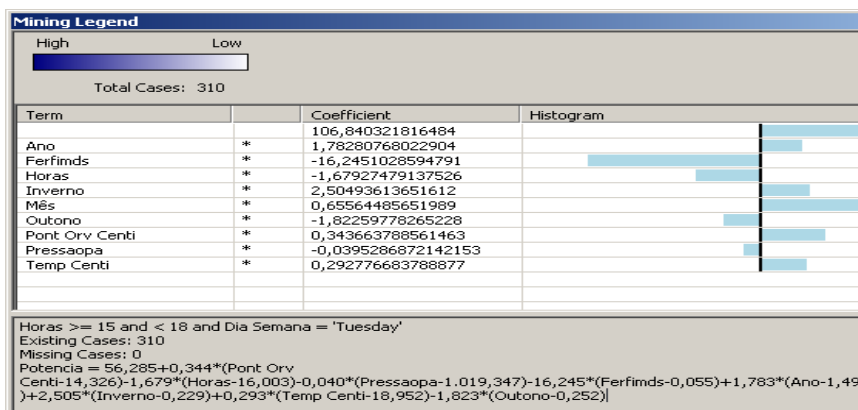 Mining Legend
High Low
Total Cases: 310
Term Coefficient Histogram
106,840321816484
Ano * 1,78280768022904
Ferfimds * -16,2451028594791
Horas * -1,67927479137526
Inverno * 2,50493613651612
Mês * 0,65564485651989
Outono * -1,82259778265228
Pont Orv Centi * 0,343663788561463
Pressaopa * -0,0395286872142153
Temp Centi * 0,292776683788877
Horas >= 15 and < 18 and Dia Semana = 'Tuesday'
Existing Cases: 310
Missing Cases: 0
Potencia = 56,285+0,344*(Pont Orv
Centi-14,326)-1,679*(Horas-16,003)-0,040*(Pressaopa-1.019,347)-16,245*(Ferfimds-0,055)+1,783*(Ano-1,49
)+2,505*(Inverno-0,229)+0,293*(Temp Centi-18,952)-1,823*(Outono-0,252)